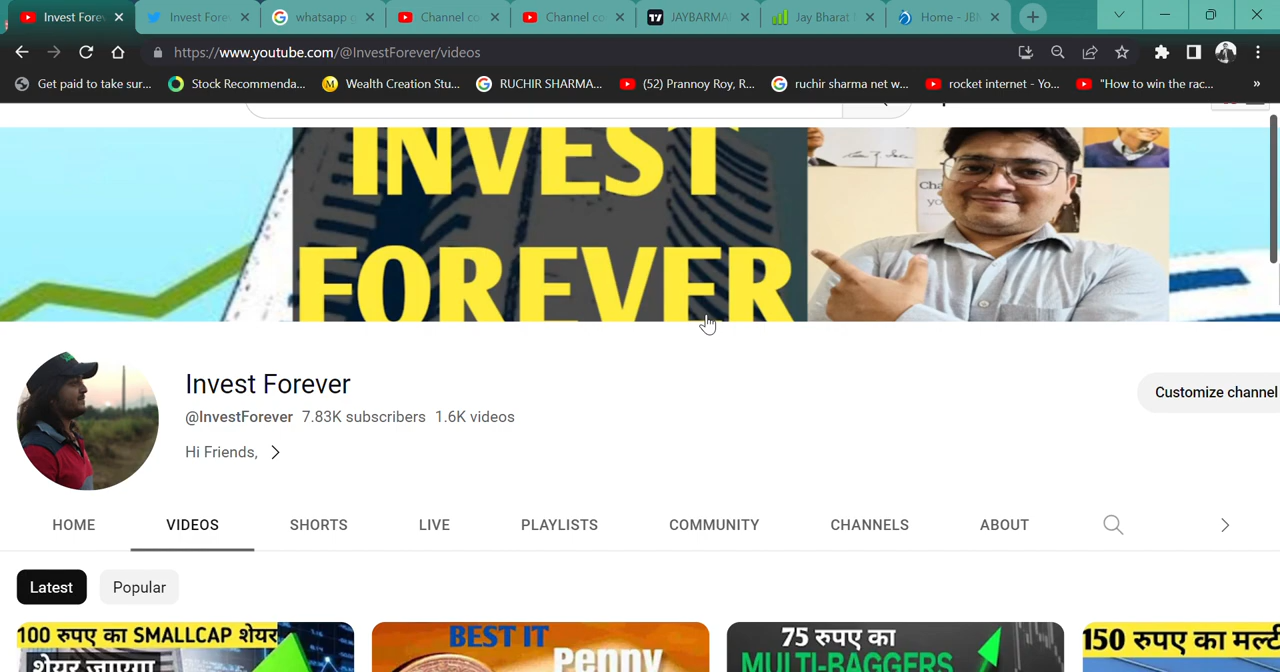 Invest Fore
Invest Fore
whatsapp g
Channel co
Channel co
JAYBARMA
Jay Bharat
Home - JBM
https://www.youtube.com/@InvestForever/videos
Get paid to take sur...
Stock Recommenda...
Wealth Creation Stu...
RUCHIR SHARMA...
(52) Prannoy Roy, R...
ruchir sharma net w...
rocket internet - Yo...
"How to win the rac...
»
INVEST
FOREVER
Invest Forever
@InvestForever 7.83K subscribers 1.6K videos
Hi Friends,
Customize channel
HOME
VIDEOS
SHORTS
LIVE
PLAYLISTS
COMMUNITY
CHANNELS
ABOUT
Latest
Popular
100 रुपए का SMALLCAP शेयर
शेयर जाएगा
BEST IT
Penny
75 रुपए का
MULTI-BAGGERS
150 रुपए का मल्टी